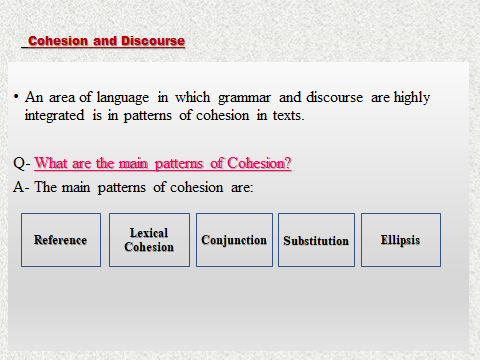 Cohesion and Discourse
• An area of language in which grammar and discourse are highly
integrated is in patterns of cohesion in texts.
Q- What are the main patterns of Cohesion?
A- The main patterns of cohesion are:
Reference
Lexical
Cohesion
Conjunction
Substitution
Ellipsis